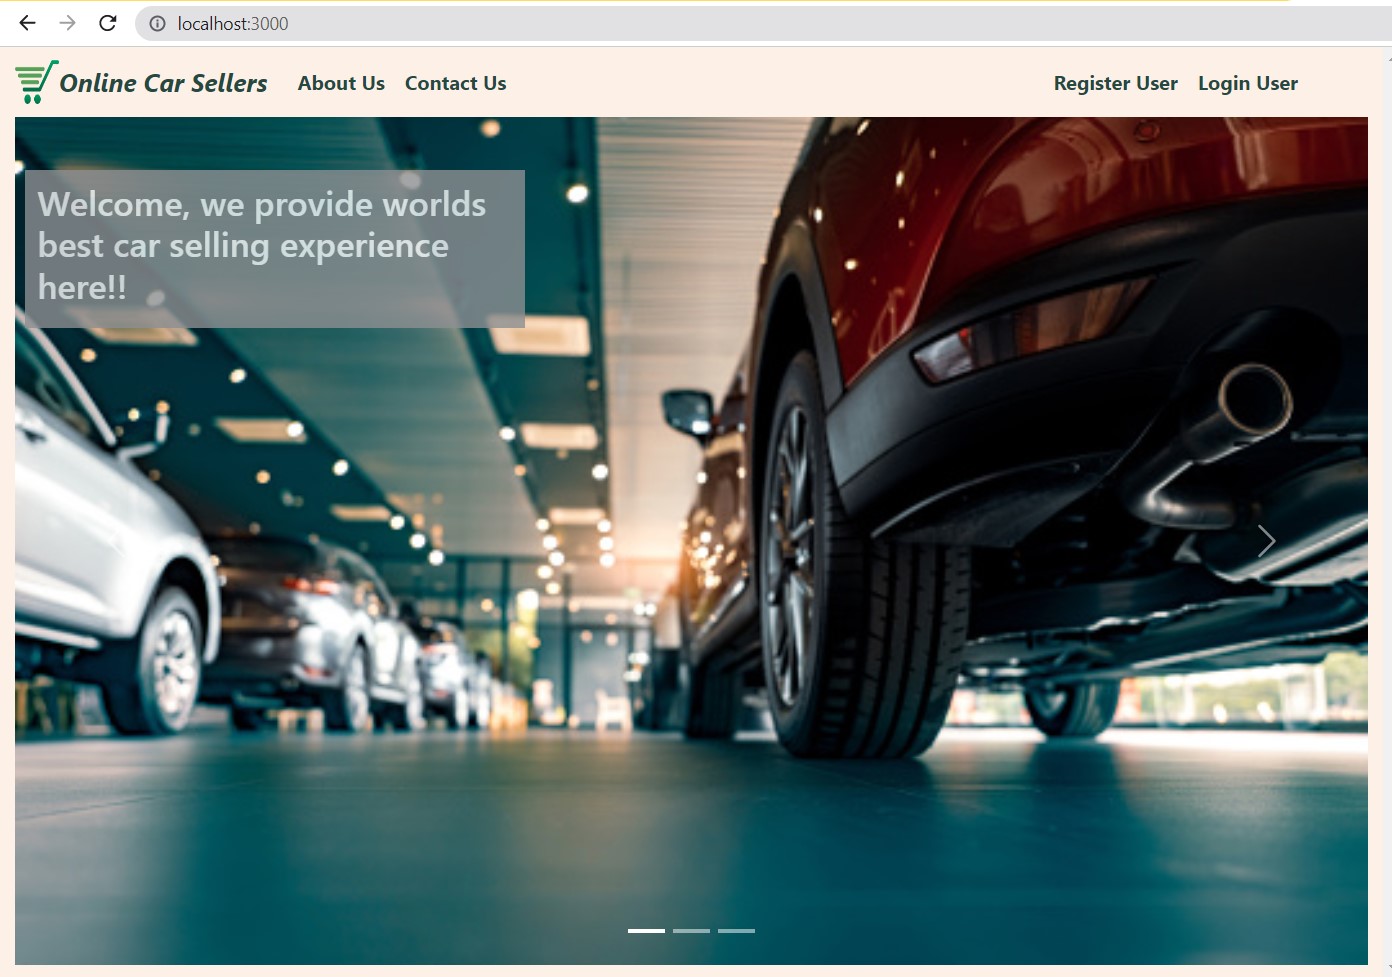 localhost:3000
Online Car Sellers About Us Contact Us Register User Login User
Welcome, we provide worlds
best car selling experience
here!!